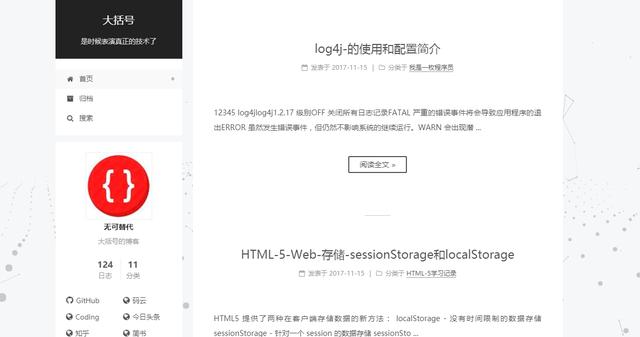 大括号
是时候表演真正的技术了
首页
归档
搜索
{}
无可替代
大括号的博客
124
日志
11
分类
GitHub
码云
Coding
今日头条
知乎
简书
log4j-的使用和配置简介
发表于 2017-11-15 | 分类于 我是一枚程序员
12345 log4jlog4j1.2.17 级别OFF 关闭所有日志记录FATAL 严重的错误事件将会导致应用程序的退
出ERROR 虽然发生错误事件，但仍然不影响系统的继续运行。WARN 会出现潜 ...
阅读全文 »
HTML-5-Web-存储-sessionStorage和localStorage
发表于 2017-11-15 | 分类于 HTML-5学习记录
HTML5 提供了两种在客户端存储数据的新方法： localStorage - 没有时间限制的数据存储
sessionStorage - 针对一个 session 的数据存储 sessionSto ...